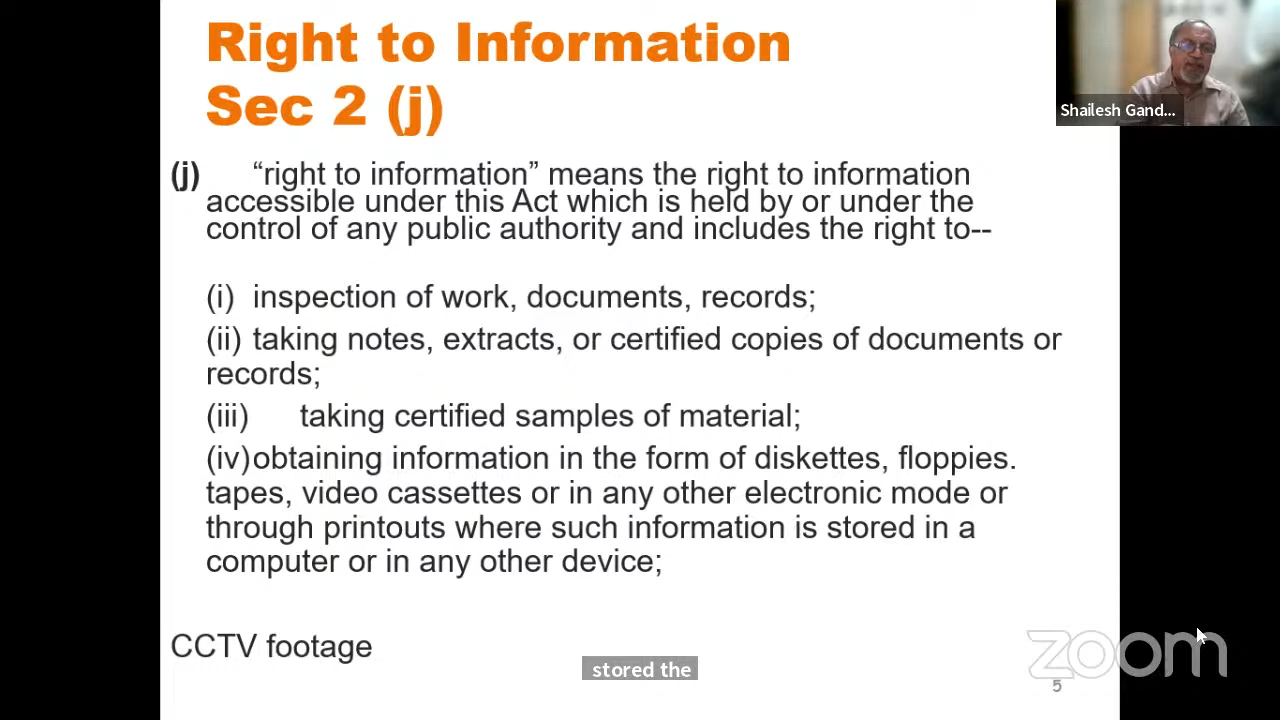 Right to Information
Sec 2 (j)
Shailesh Gand...
(j) “right to information” means the right to information
accessible under this Act which is held by or under the
control of any public authority and includes the right to--
(i) inspection of work, documents, records;
(ii) taking notes, extracts, or certified copies of documents or
records;
(iii) taking certified samples of material;
(iv)obtaining information in the form of diskettes, floppies.
tapes, video cassettes or in any other electronic mode or
through printouts where such information is stored in a
computer or in any other device;
CCTV footage
stored the
zoom
5